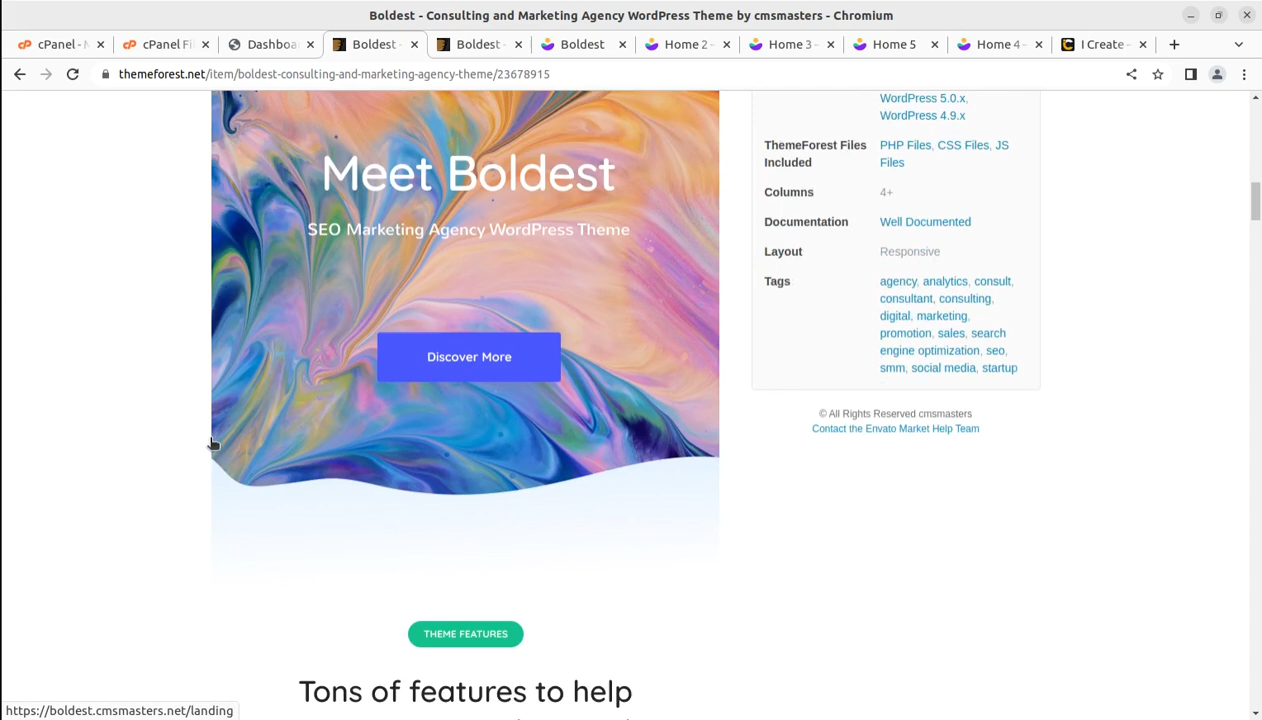 Boldest - Consulting and Marketing Agency WordPress Theme by cmsmasters - Chromium
cPanel - M
cPanel Fi
Dashboa
Boldest -
Boldest -
Boldest
Home 2 –
Home 3 –
Home 5
Home 4 –
I Create -
themeforest.net/item/boldest-consulting-and-marketing-agency-theme/23678915
WordPress 5.0.x,
WordPress 4.9.x
ThemeForest Files Included
PHP Files, CSS Files, JS Files
Columns
4+
Documentation
Well Documented
Layout
Responsive
Tags
agency, analytics, consult,
consultant, consulting,
digital, marketing,
promotion, sales, search
engine optimization, seo,
smm, social media, startup
© All Rights Reserved cmsmasters
Contact the Envato Market Help Team
Meet Boldest
SEO Marketing Agency WordPress Theme
Discover More
THEME FEATURES
Tons of features to help
https://boldest.cmsmasters.net/landing